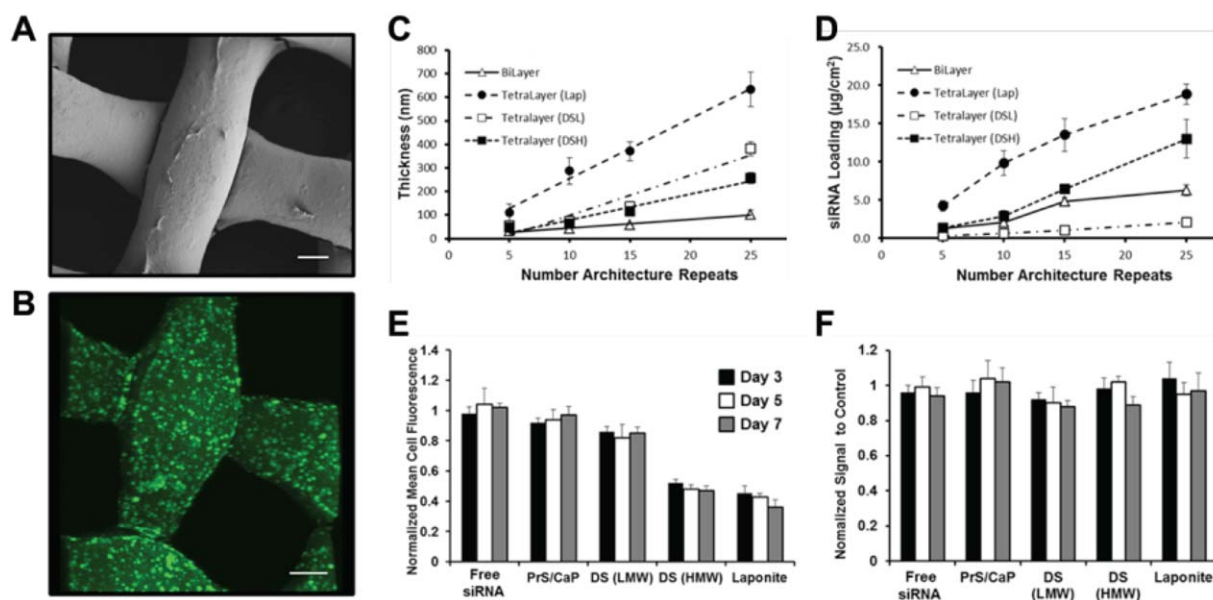 A
B
C
Thickness (nm)
800
700
600
500
400
300
200
100
0
BiLayer
TetraLayer (Lap)
Tetralayer (DSL)
Tetralayer (DSH)
0 5 10 15 20 25
Number Architecture Repeats
D
siRNA Loading (µg/cm²)
25.0
20.0
15.0
10.0
5.0
0.0
BiLayer
TetraLayer (Lap)
Tetralayer (DSL)
Tetralayer (DSH)
0 5 10 15 20 25
Number Architecture Repeats
E
Normalized Mean Cell Fluorescence
1.4
1.2
1
0.8
0.6
0.4
0.2
0
Day 3
Day 5
Day 7
Free siRNA
PrS/CaP
DS (LMW)
DS (HMW)
Laponite
F
Nomalized Signal to Control
1.4
1.2
1
0.8
0.6
0.4
0.2
0
Free siRNA
PrS/CaP
DS (LMW)
DS (HMW)
Laponite